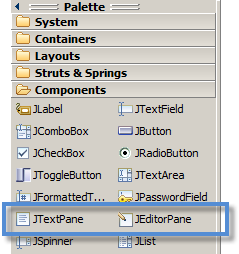 Palette
System
Containers
Layouts
Struts & Springs
Components
JLabel JTextField
JComboBox JButton
JCheckBox JRadioButton
JToggleButton JTextArea
JFormattedT... JPasswordField
JTextPane JEditorPane
JSpinner JList